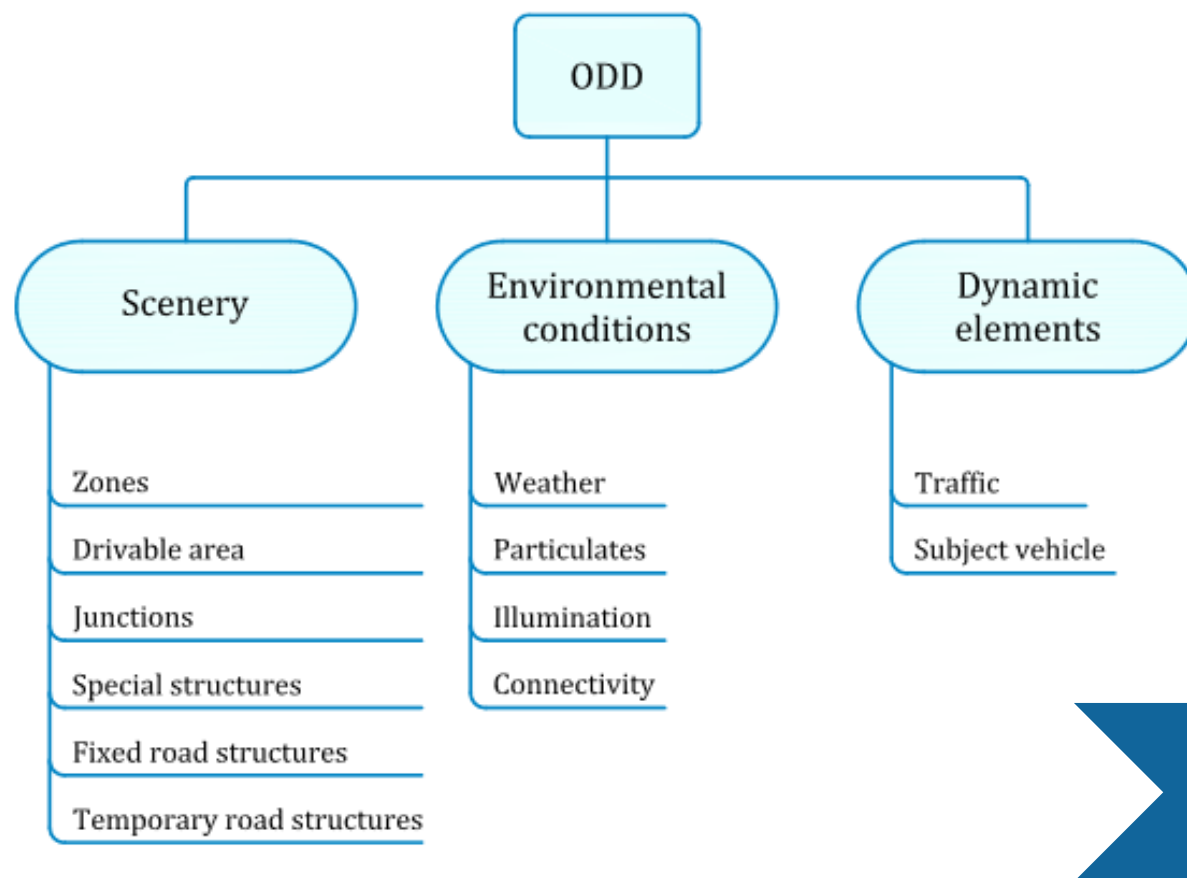 ODD
Scenery
Environmental
conditions
Dynamic
elements
Zones
Drivable area
Junctions
Special structures
Fixed road structures
Temporary road structures
Weather
Particulates
Illumination
Connectivity
Traffic
Subject vehicle